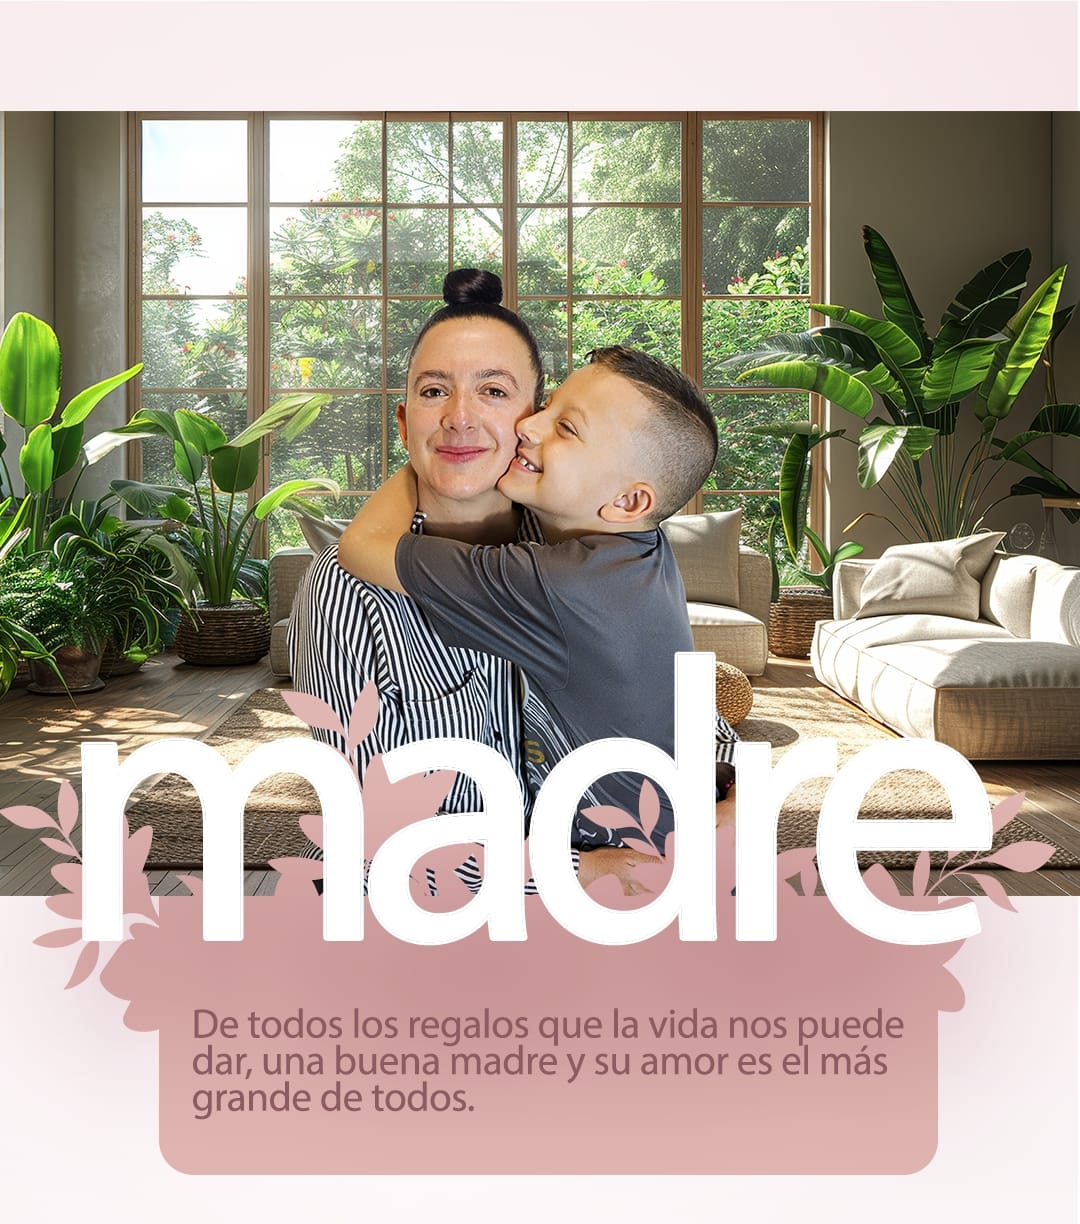 madre
De todos los regalos que la vida nos puede
dar, una buena madre y su amor es el más
grande de todos.